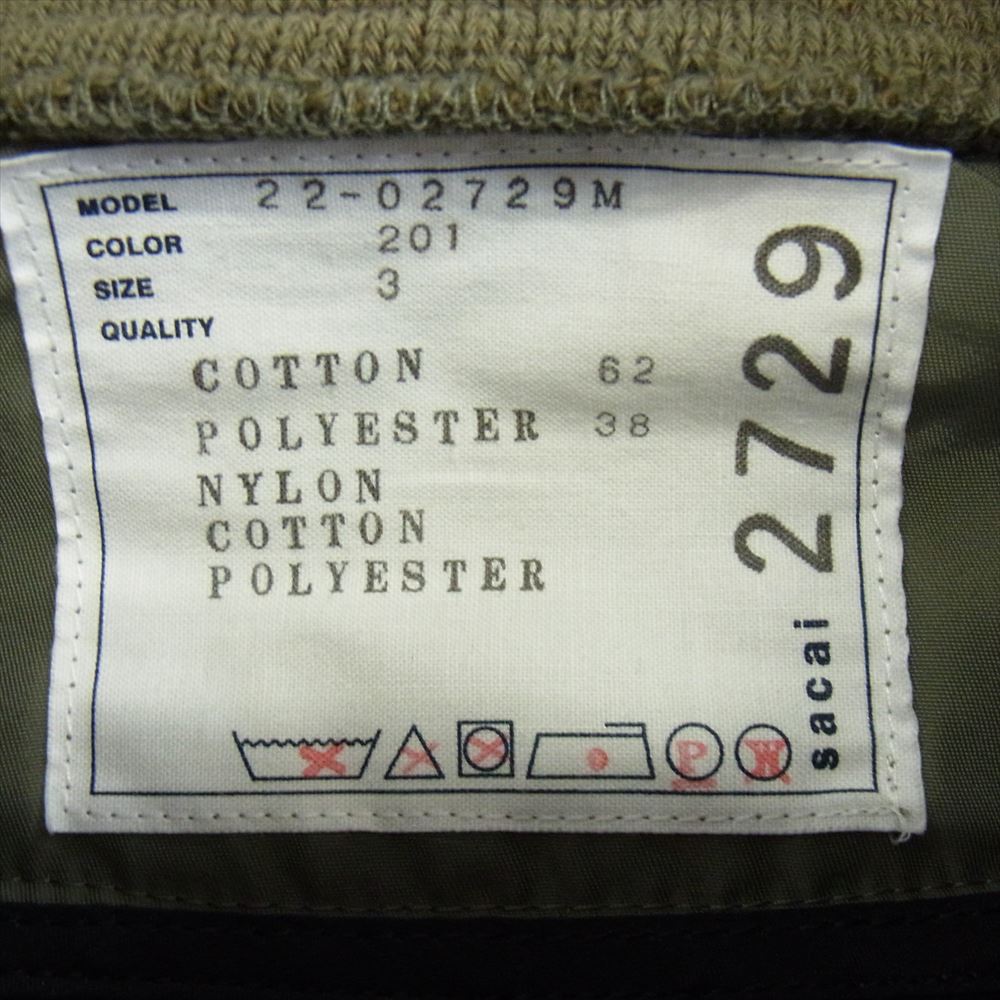 MODEL 22-02729M
COLOR 201
SIZE 3
QUALITY
COTTON 62
POLYESTER 38
NYLON
COTTON
POLYESTER
P W
sacai 2729